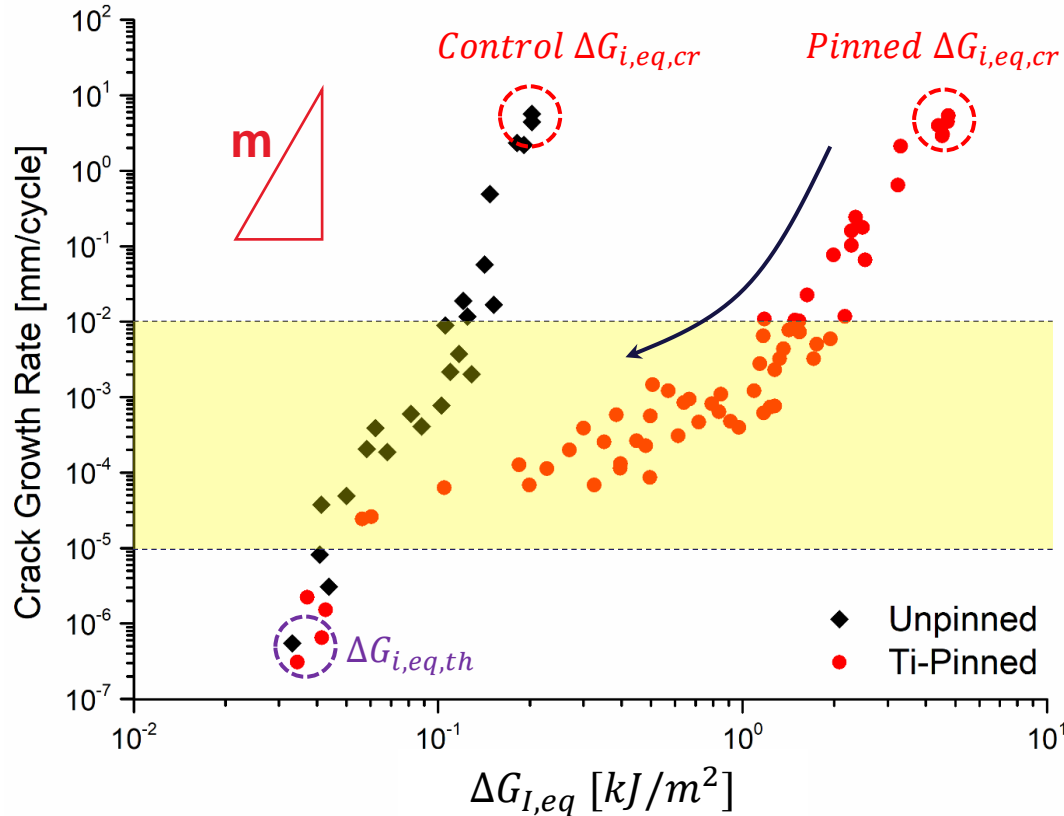 Control ΔG_{i,eq,cr}
Pinned ΔG_{i,eq,cr}
m
Crack Growth Rate [mm/cycle]
10^2
10^1
10^0
10^-1
10^-2
10^-3
10^-4
10^-5
10^-6
10^-7
ΔG_{i,eq,th}
Unpinned
Ti-Pinned
10^-2
10^-1
10^0
10^1
ΔG_{I,eq} [kJ/m^2]